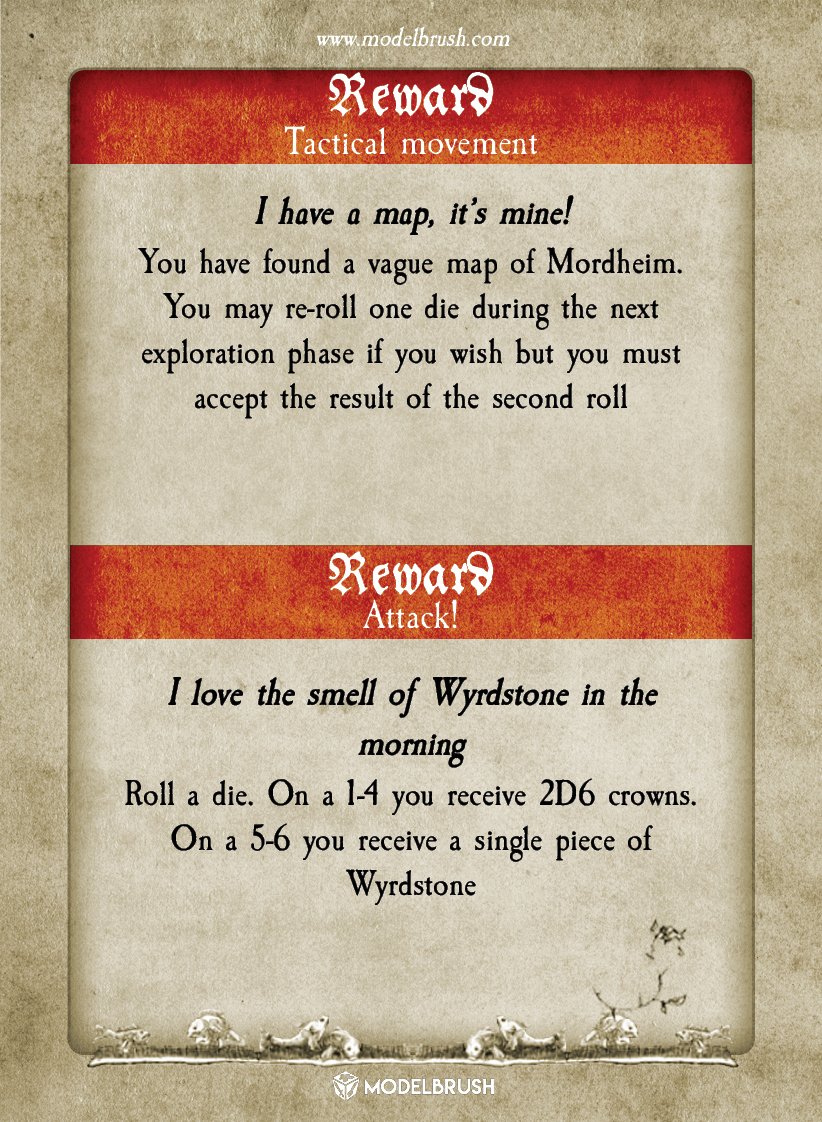 www.modelbrush.com
Reward
Tactical movement
I have a map, it's mine!
You have found a vague map of Mordheim.
You may re-roll one die during the next
exploration phase if you wish but you must
accept the result of the second roll
Reward
Attack!
I love the smell of Wyrdstone in the
morning
Roll a die. On a 1-4 you receive 2D6 crowns.
On a 5-6 you receive a single piece of
Wyrdstone
MODELBRUSH